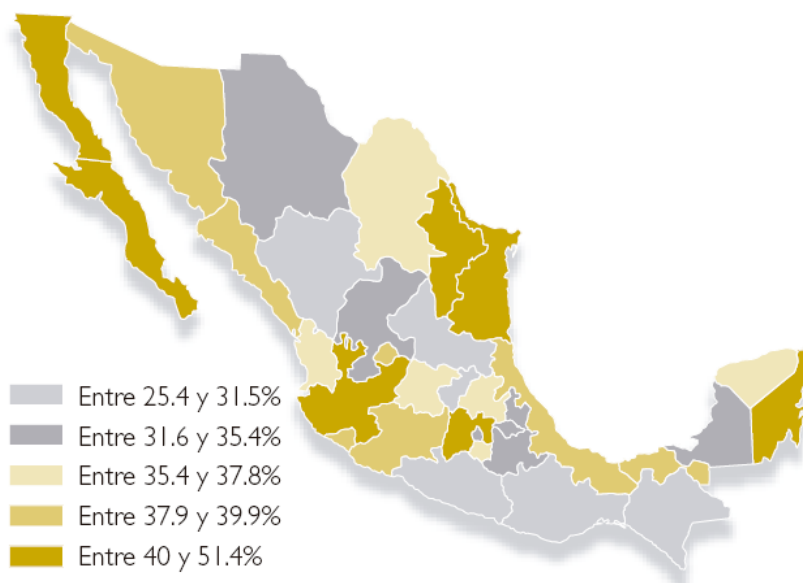 Entre 25.4 y 31.5%
Entre 31.6 y 35.4%
Entre 35.4 y 37.8%
Entre 37.9 y 39.9%
Entre 40 y 51.4%